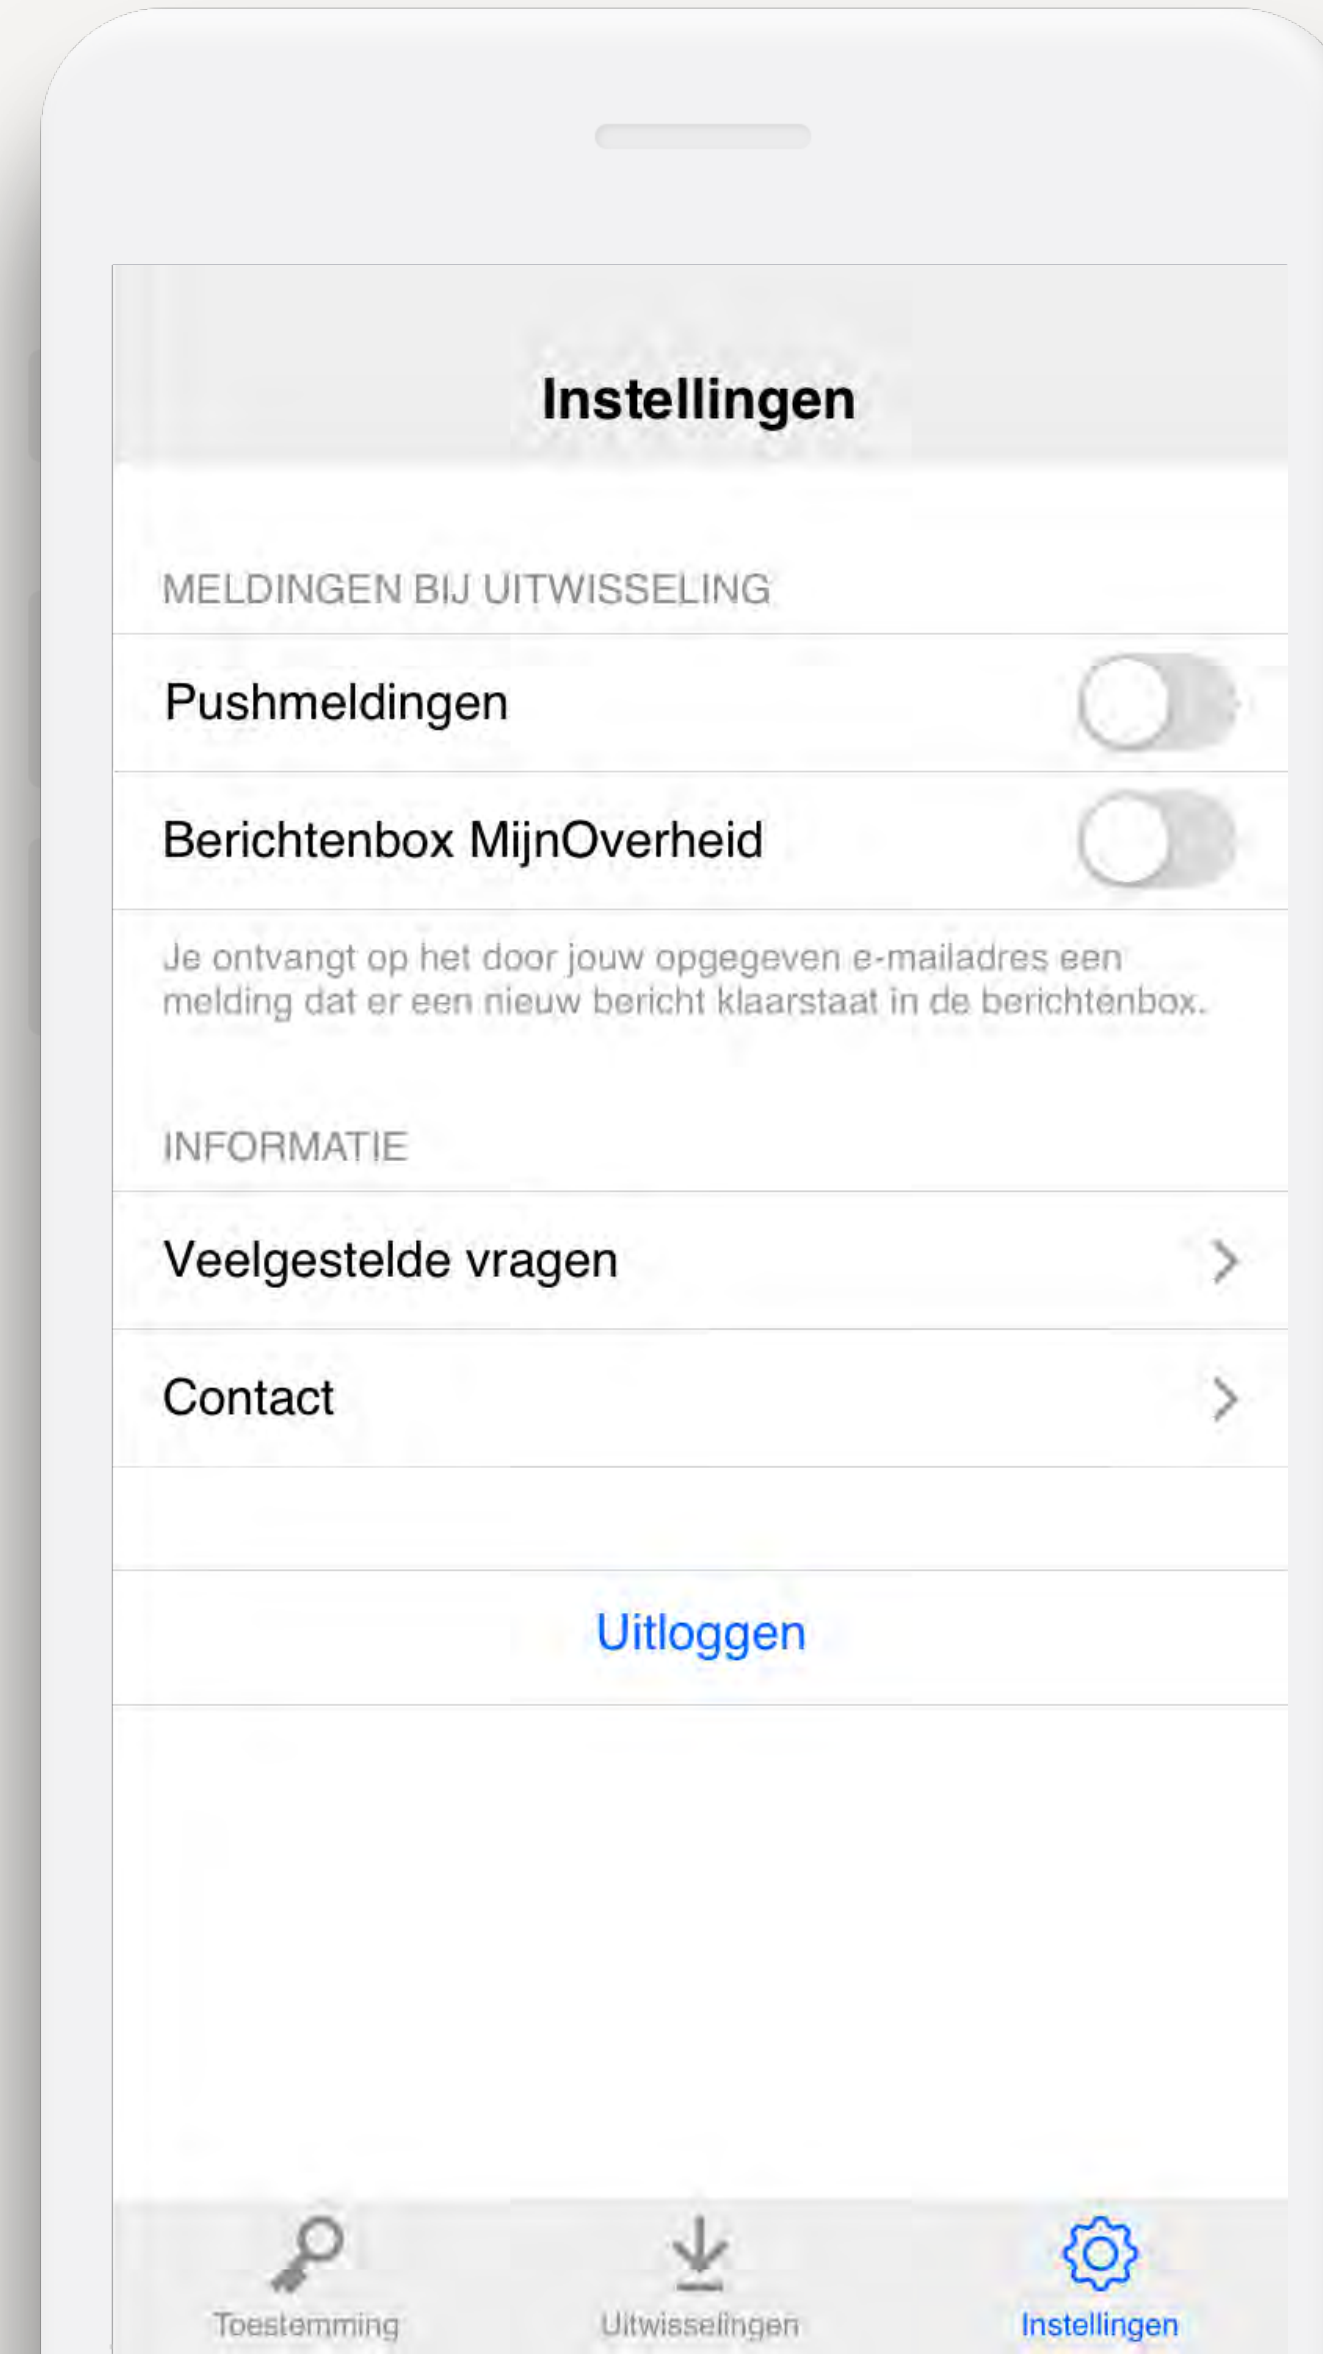 Instellingen
MELDINGEN BIJ UITWISSELING
Pushmeldingen
Berichtenbox MijnOverheid
Je ontvangt op het door jouw opgegeven e-mailadres een
melding dat er een nieuw bericht klaarstaat in de berichtenbox.
INFORMATIE
Veelgestelde vragen
Contact
Uitloggen
Toestemming
Uitwisselingen
Instellingen